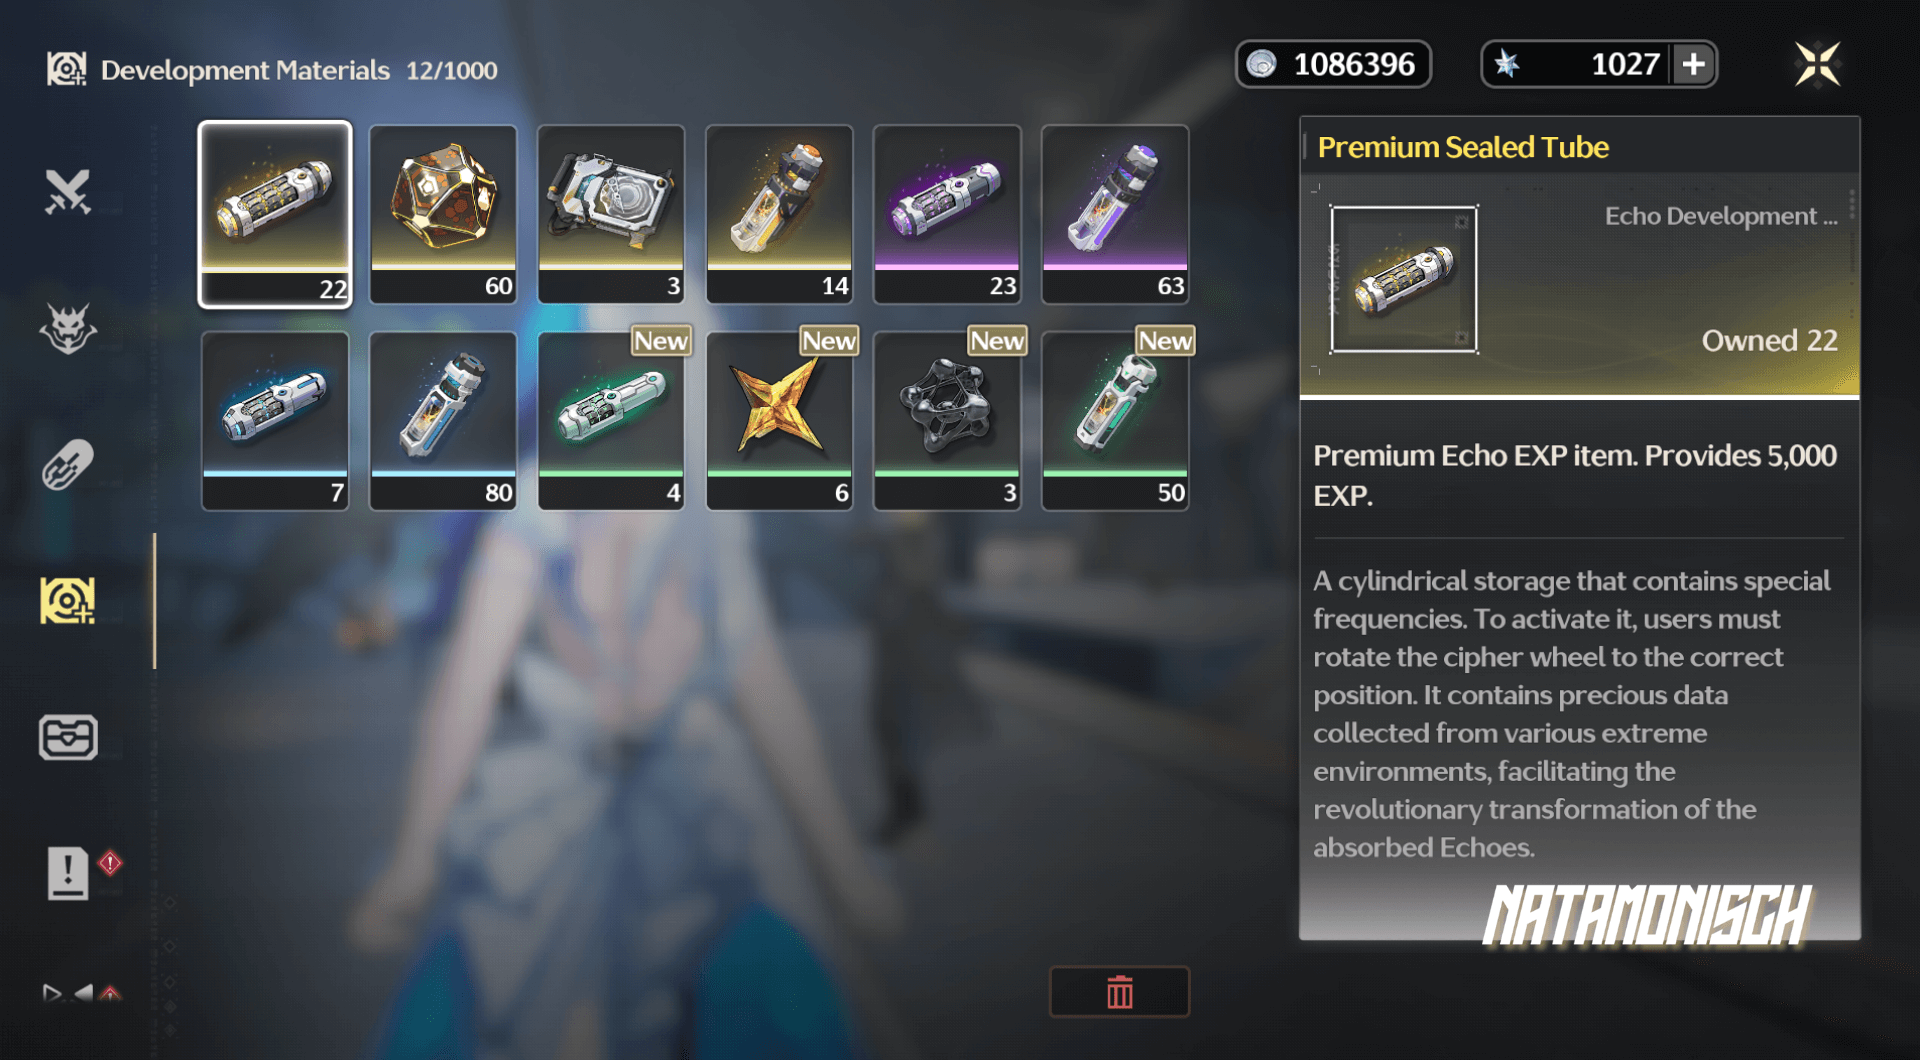 Development Materials 12/1000
1086396
1027
22
60
3
14
23
63
New
New
New
New
7
80
4
6
3
50
Premium Sealed Tube
Echo Development ...
Owned 22
Premium Echo EXP item. Provides 5,000
EXP.
A cylindrical storage that contains special
frequencies. To activate it, users must
rotate the cipher wheel to the correct
position. It contains precious data
collected from various extreme
environments, facilitating the
revolutionary transformation of the
absorbed Echoes.
NATAMONISCH